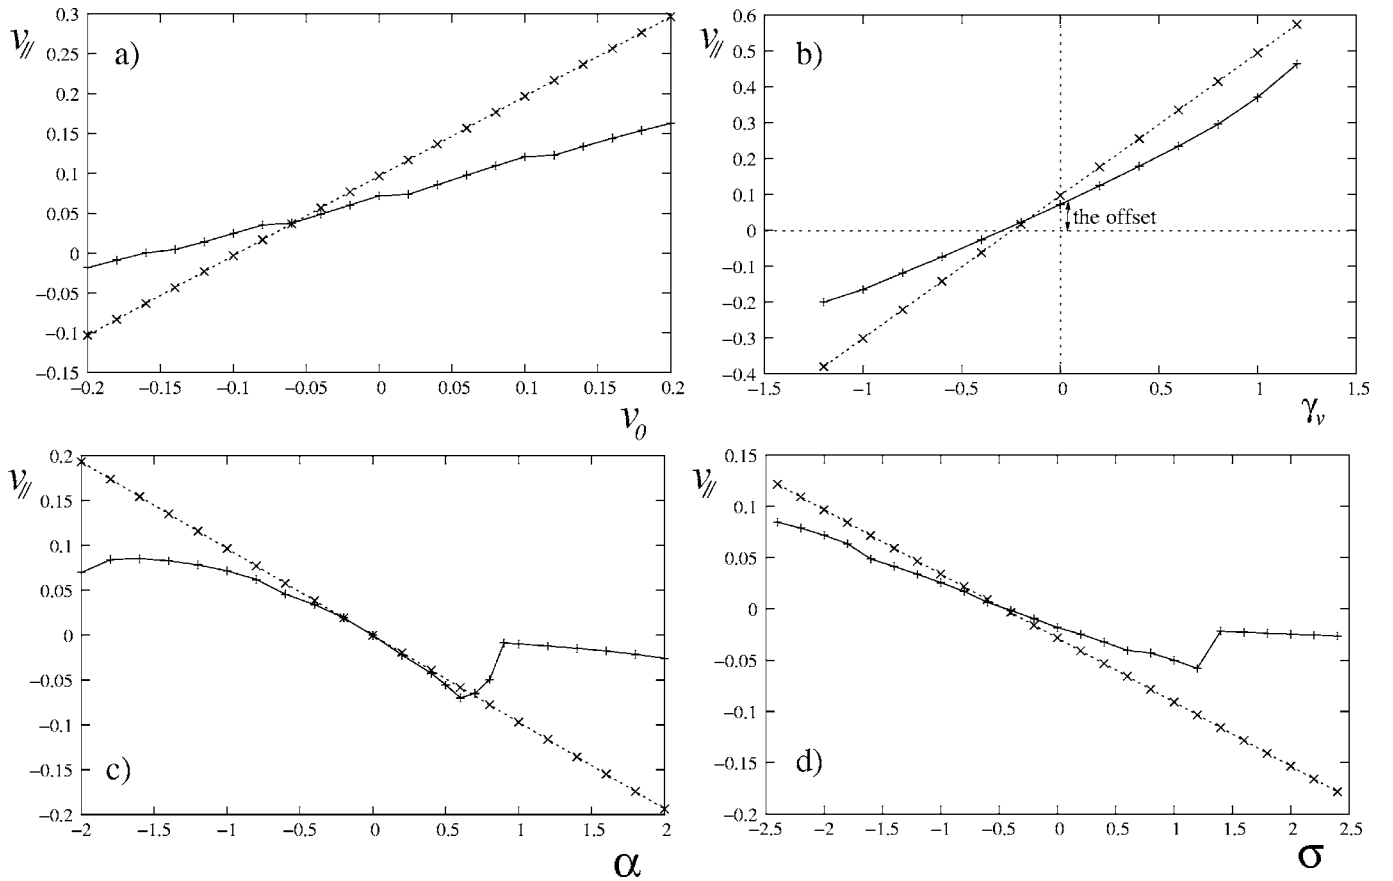 v//
a)
0.3
0.25
0.2
0.15
0.1
0.05
0
−0.05
−0.1
−0.15
−0.2 −0.15 −0.1 −0.05 0 0.05 0.1 0.15 0.2
v0
v//
b)
0.6
0.5
0.4
0.3
0.2
0.1
0
−0.1
−0.2
−0.3
−0.4
the offset
−1.5 −1 −0.5 0 0.5 1 1.5
γv
v//
c)
0.2
0.15
0.1
0.05
0
−0.05
−0.1
−0.15
−0.2
−2 −1.5 −1 −0.5 0 0.5 1 1.5 2
α
v//
d)
0.15
0.1
0.05
0
−0.05
−0.1
−0.15
−0.2
−2.5 −2 −1.5 −1 −0.5 0 0.5 1 1.5 2 2.5
σ